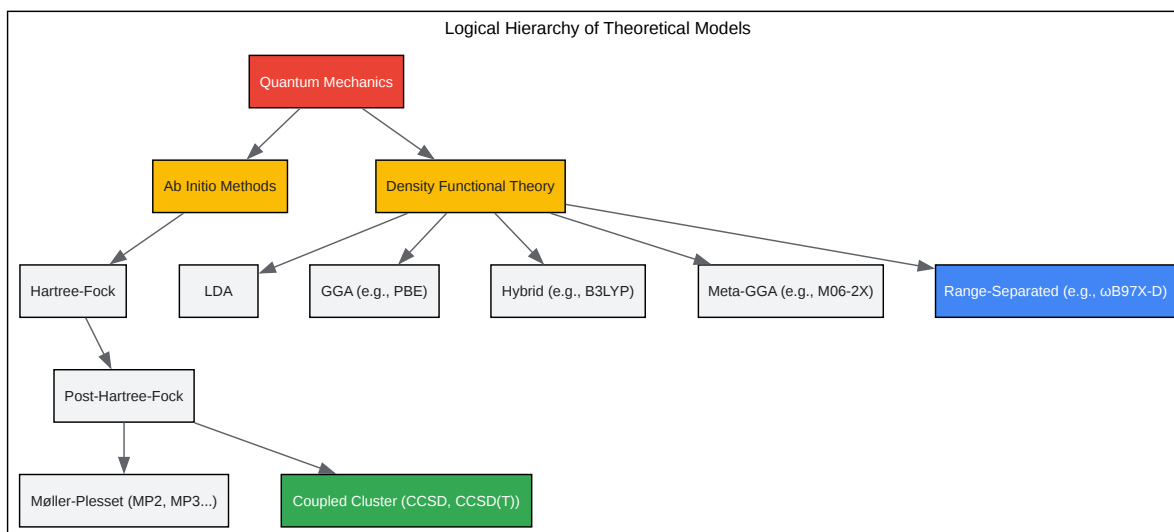 Logical Hierarchy of Theoretical Models
Quantum Mechanics
Ab Initio Methods
Density Functional Theory
Hartree-Fock
LDA
GGA (e.g., PBE)
Hybrid (e.g., B3LYP)
Meta-GGA (e.g., M06-2X)
Range-Separated (e.g., ωB97X-D)
Post-Hartree-Fock
Møller-Plesset (MP2, MP3...)
Coupled Cluster (CCSD, CCSD(T))